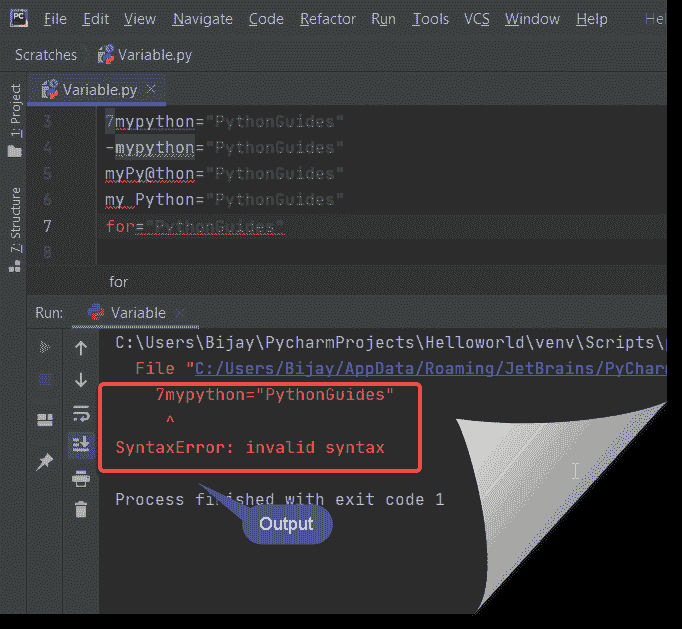 PC File Edit View Navigate Code Refactor Run Tools VCS Window Help He
Scratches Variable.py
Variable.py ×
1: Project
7: Structure
3 7mypython="PythonGuides"
4 -mypython="PythonGuides"
5 myPy@thon="PythonGuides"
6 my Python="PythonGuides"
7 for="PythonGuides"
8
for
Run: Variable ×
C:\Users\Bijay\PycharmProjects\Helloworld\venv\Scripts\
File "C:/Users/Bijay/AppData/Roaming/JetBrains/PyChar
7mypython="PythonGuides"
^
SyntaxError: invalid syntax
Process finished with exit code 1
Output